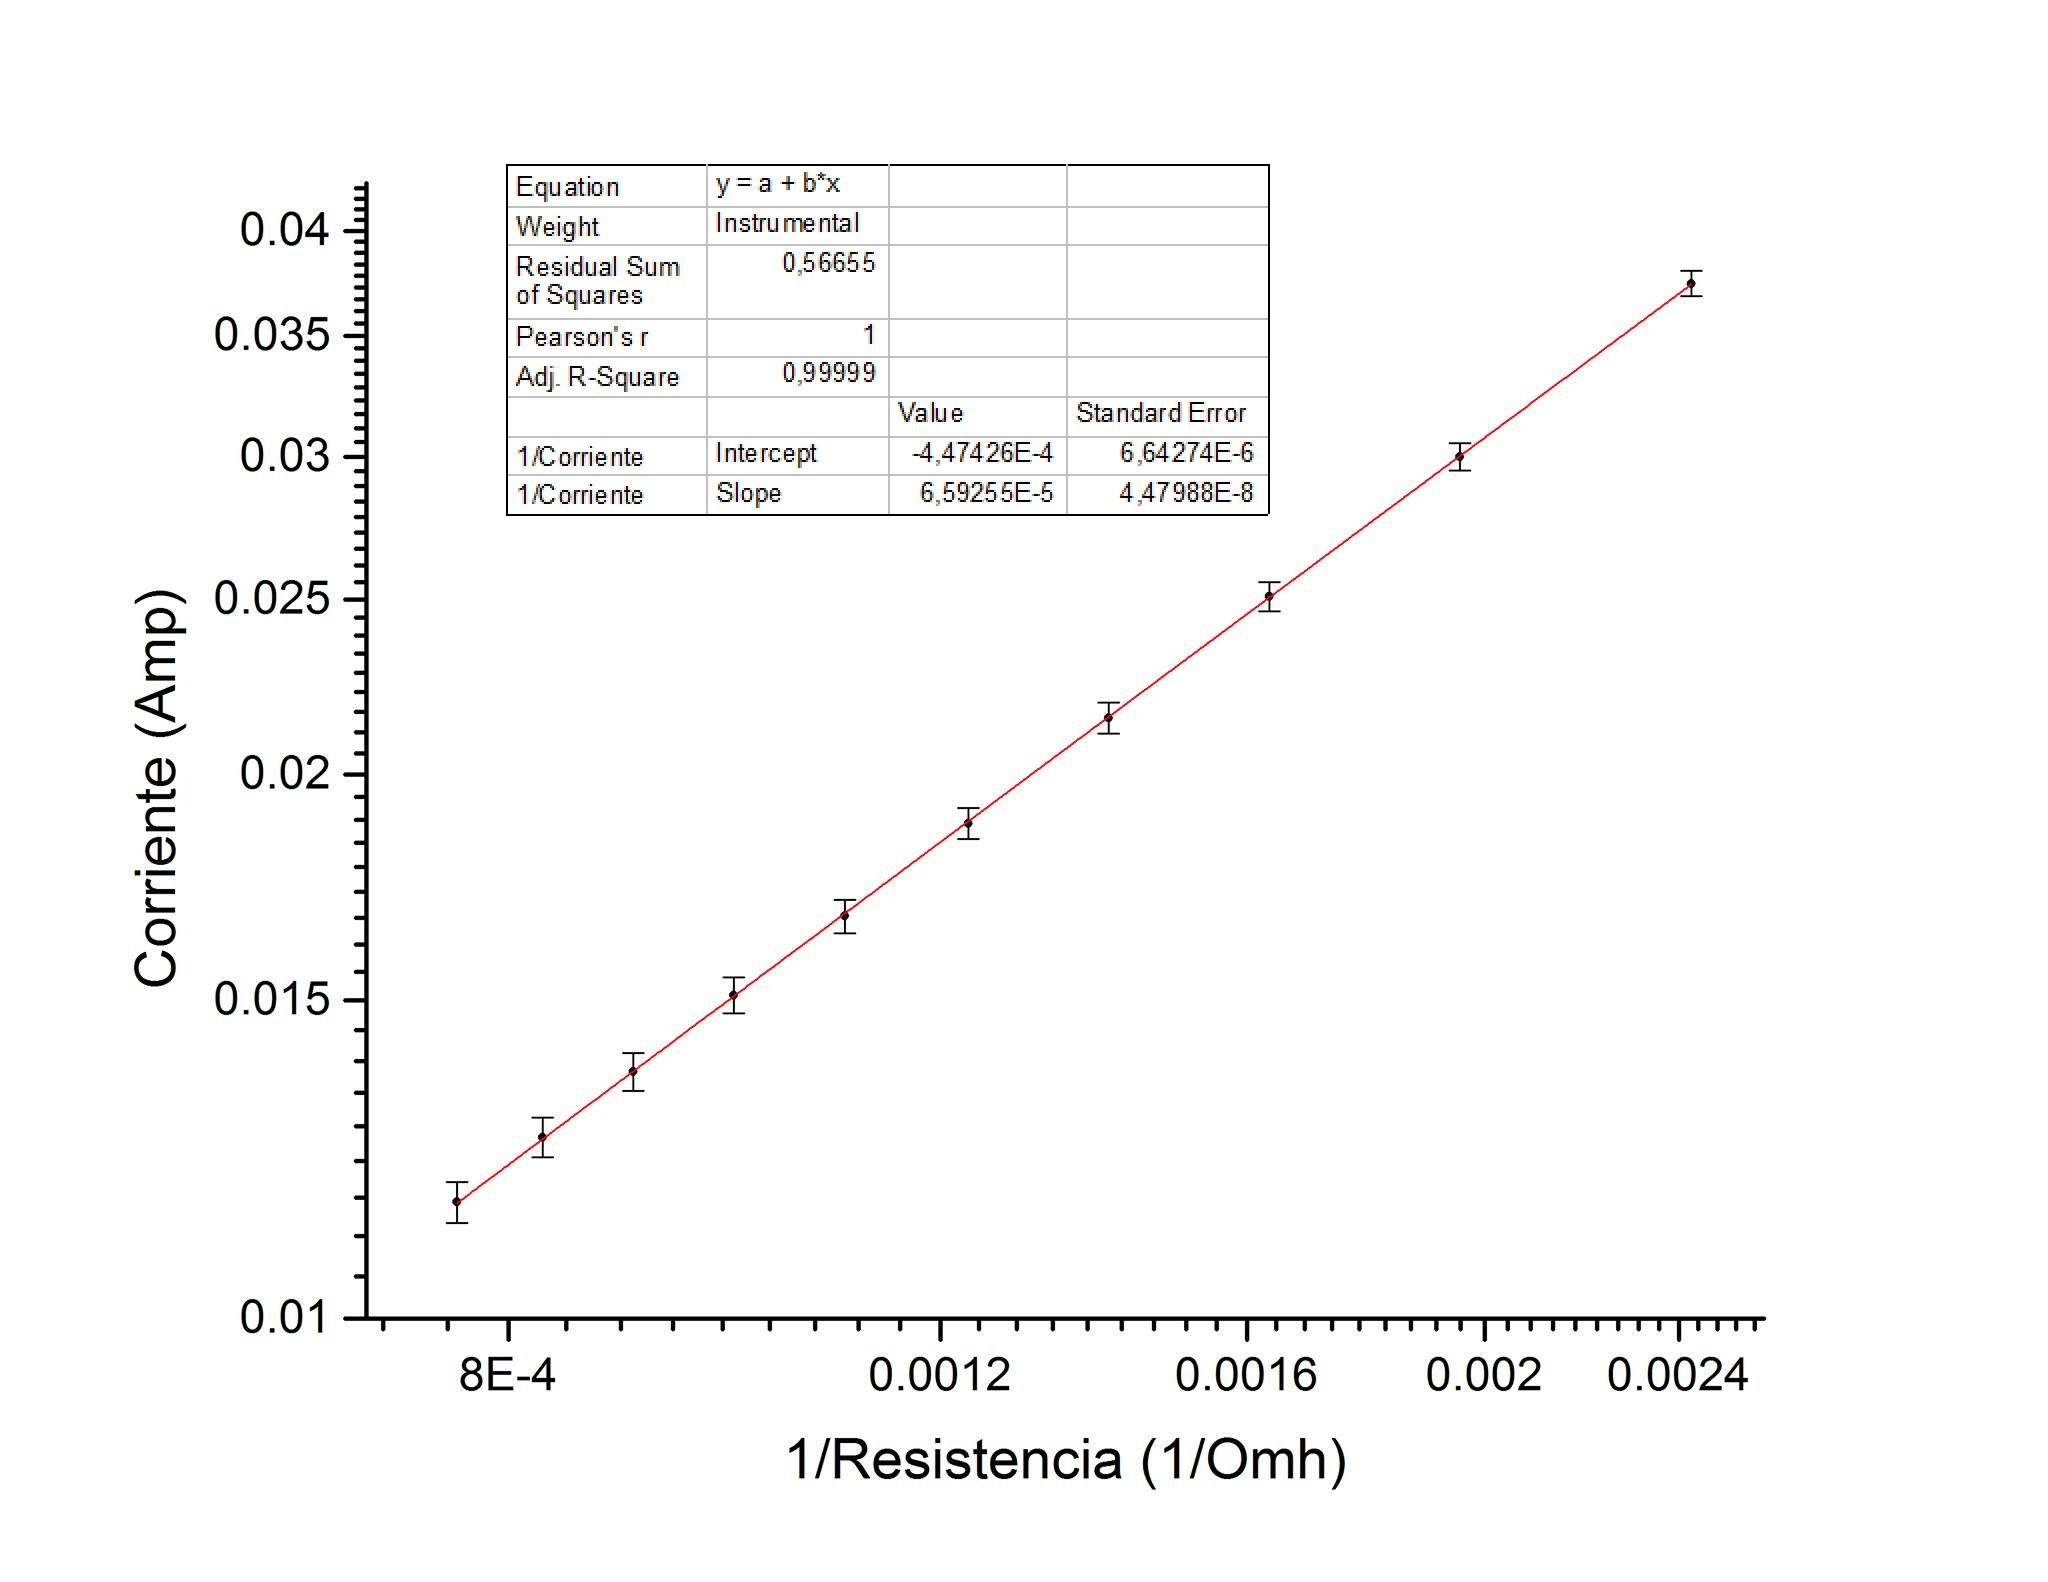 Equation y = a + b*x
Weight Instrumental
Residual Sum of Squares 0,56655
Pearson's r 1
Adj. R-Square 0,99999
Value Standard Error
1/Corriente Intercept -4,47426E-4 6,64274E-6
1/Corriente Slope 6,59255E-5 4,47988E-8
0.04
0.035
0.03
0.025
0.02
0.015
0.01
Corriente (Amp)
8E-4 0.0012 0.0016 0.002 0.0024
1/Resistencia (1/Omh)